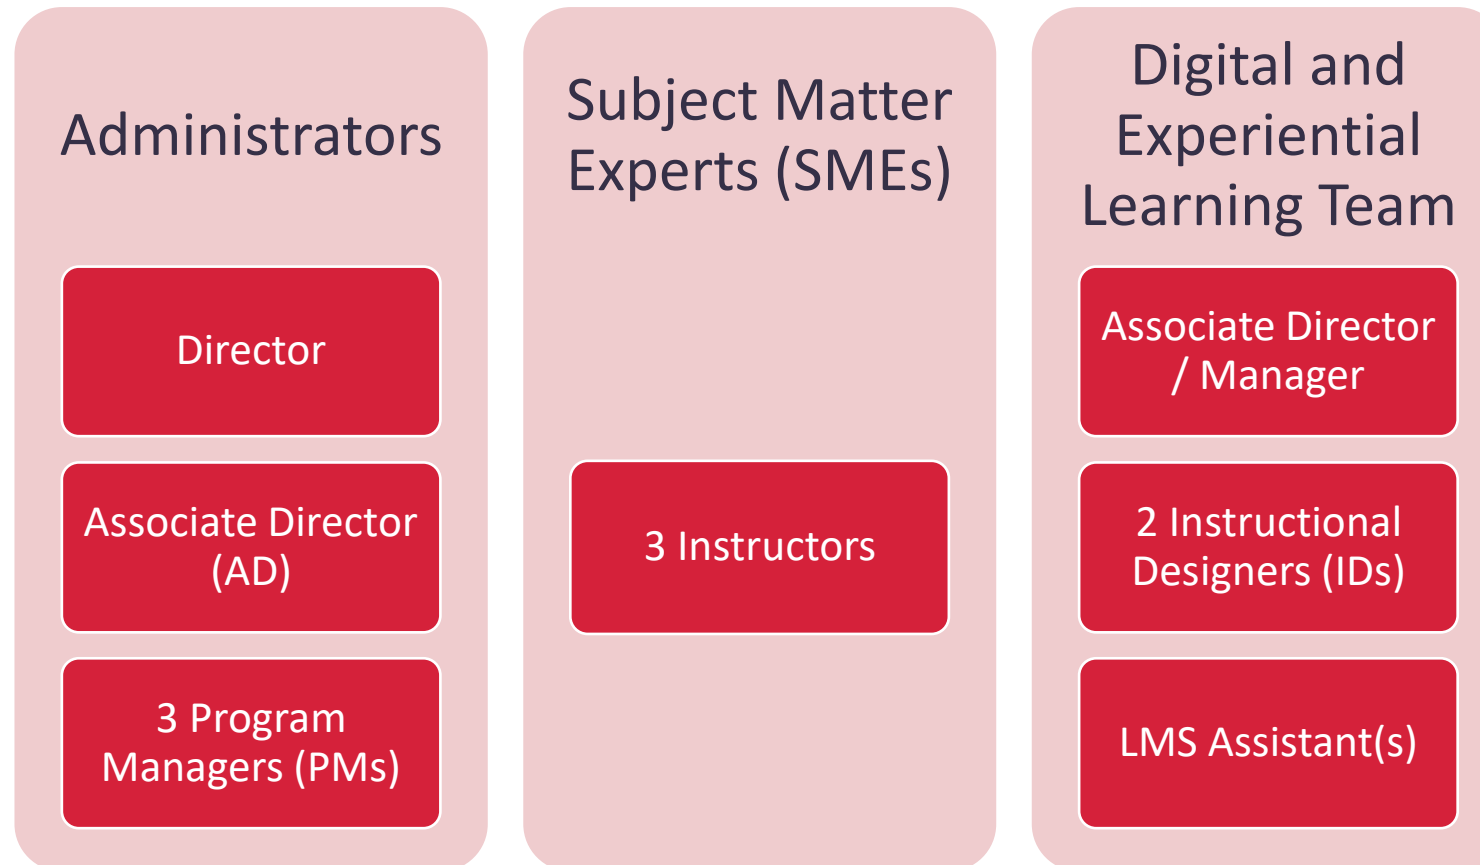 Administrators
Director
Associate Director
(AD)
3 Program
Managers (PMs)
Subject Matter
Experts (SMEs)
3 Instructors
Digital and
Experiential
Learning Team
Associate Director
/ Manager
2 Instructional
Designers (IDs)
LMS Assistant(s)